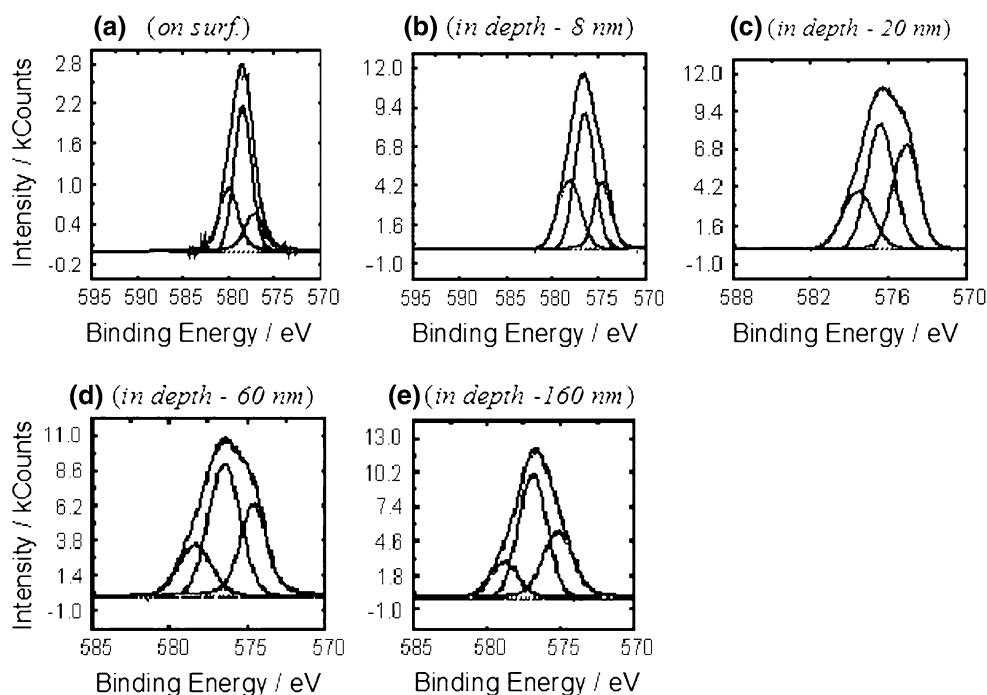 (a) (on surf.)
(b) (in depth - 8 nm)
(c) (in depth - 20 nm)
Intensity / kCounts
2.8
2.2
1.6
1.0
0.4
-0.2
595 590 585 580 575 570
Binding Energy / eV
12.0
9.4
6.8
4.2
1.6
-1.0
595 590 585 580 575 570
Binding Energy / eV
12.0
9.4
6.8
4.2
1.6
-1.0
588 582 576 570
Binding Energy / eV
(d) (in depth - 60 nm)
(e) (in depth -160 nm)
Intensity / kCounts
11.0
8.6
6.2
3.8
1.4
-1.0
585 580 575 570
Binding Energy / eV
13.0
10.2
7.4
4.6
1.8
-1.0
585 580 575 570
Binding Energy / eV